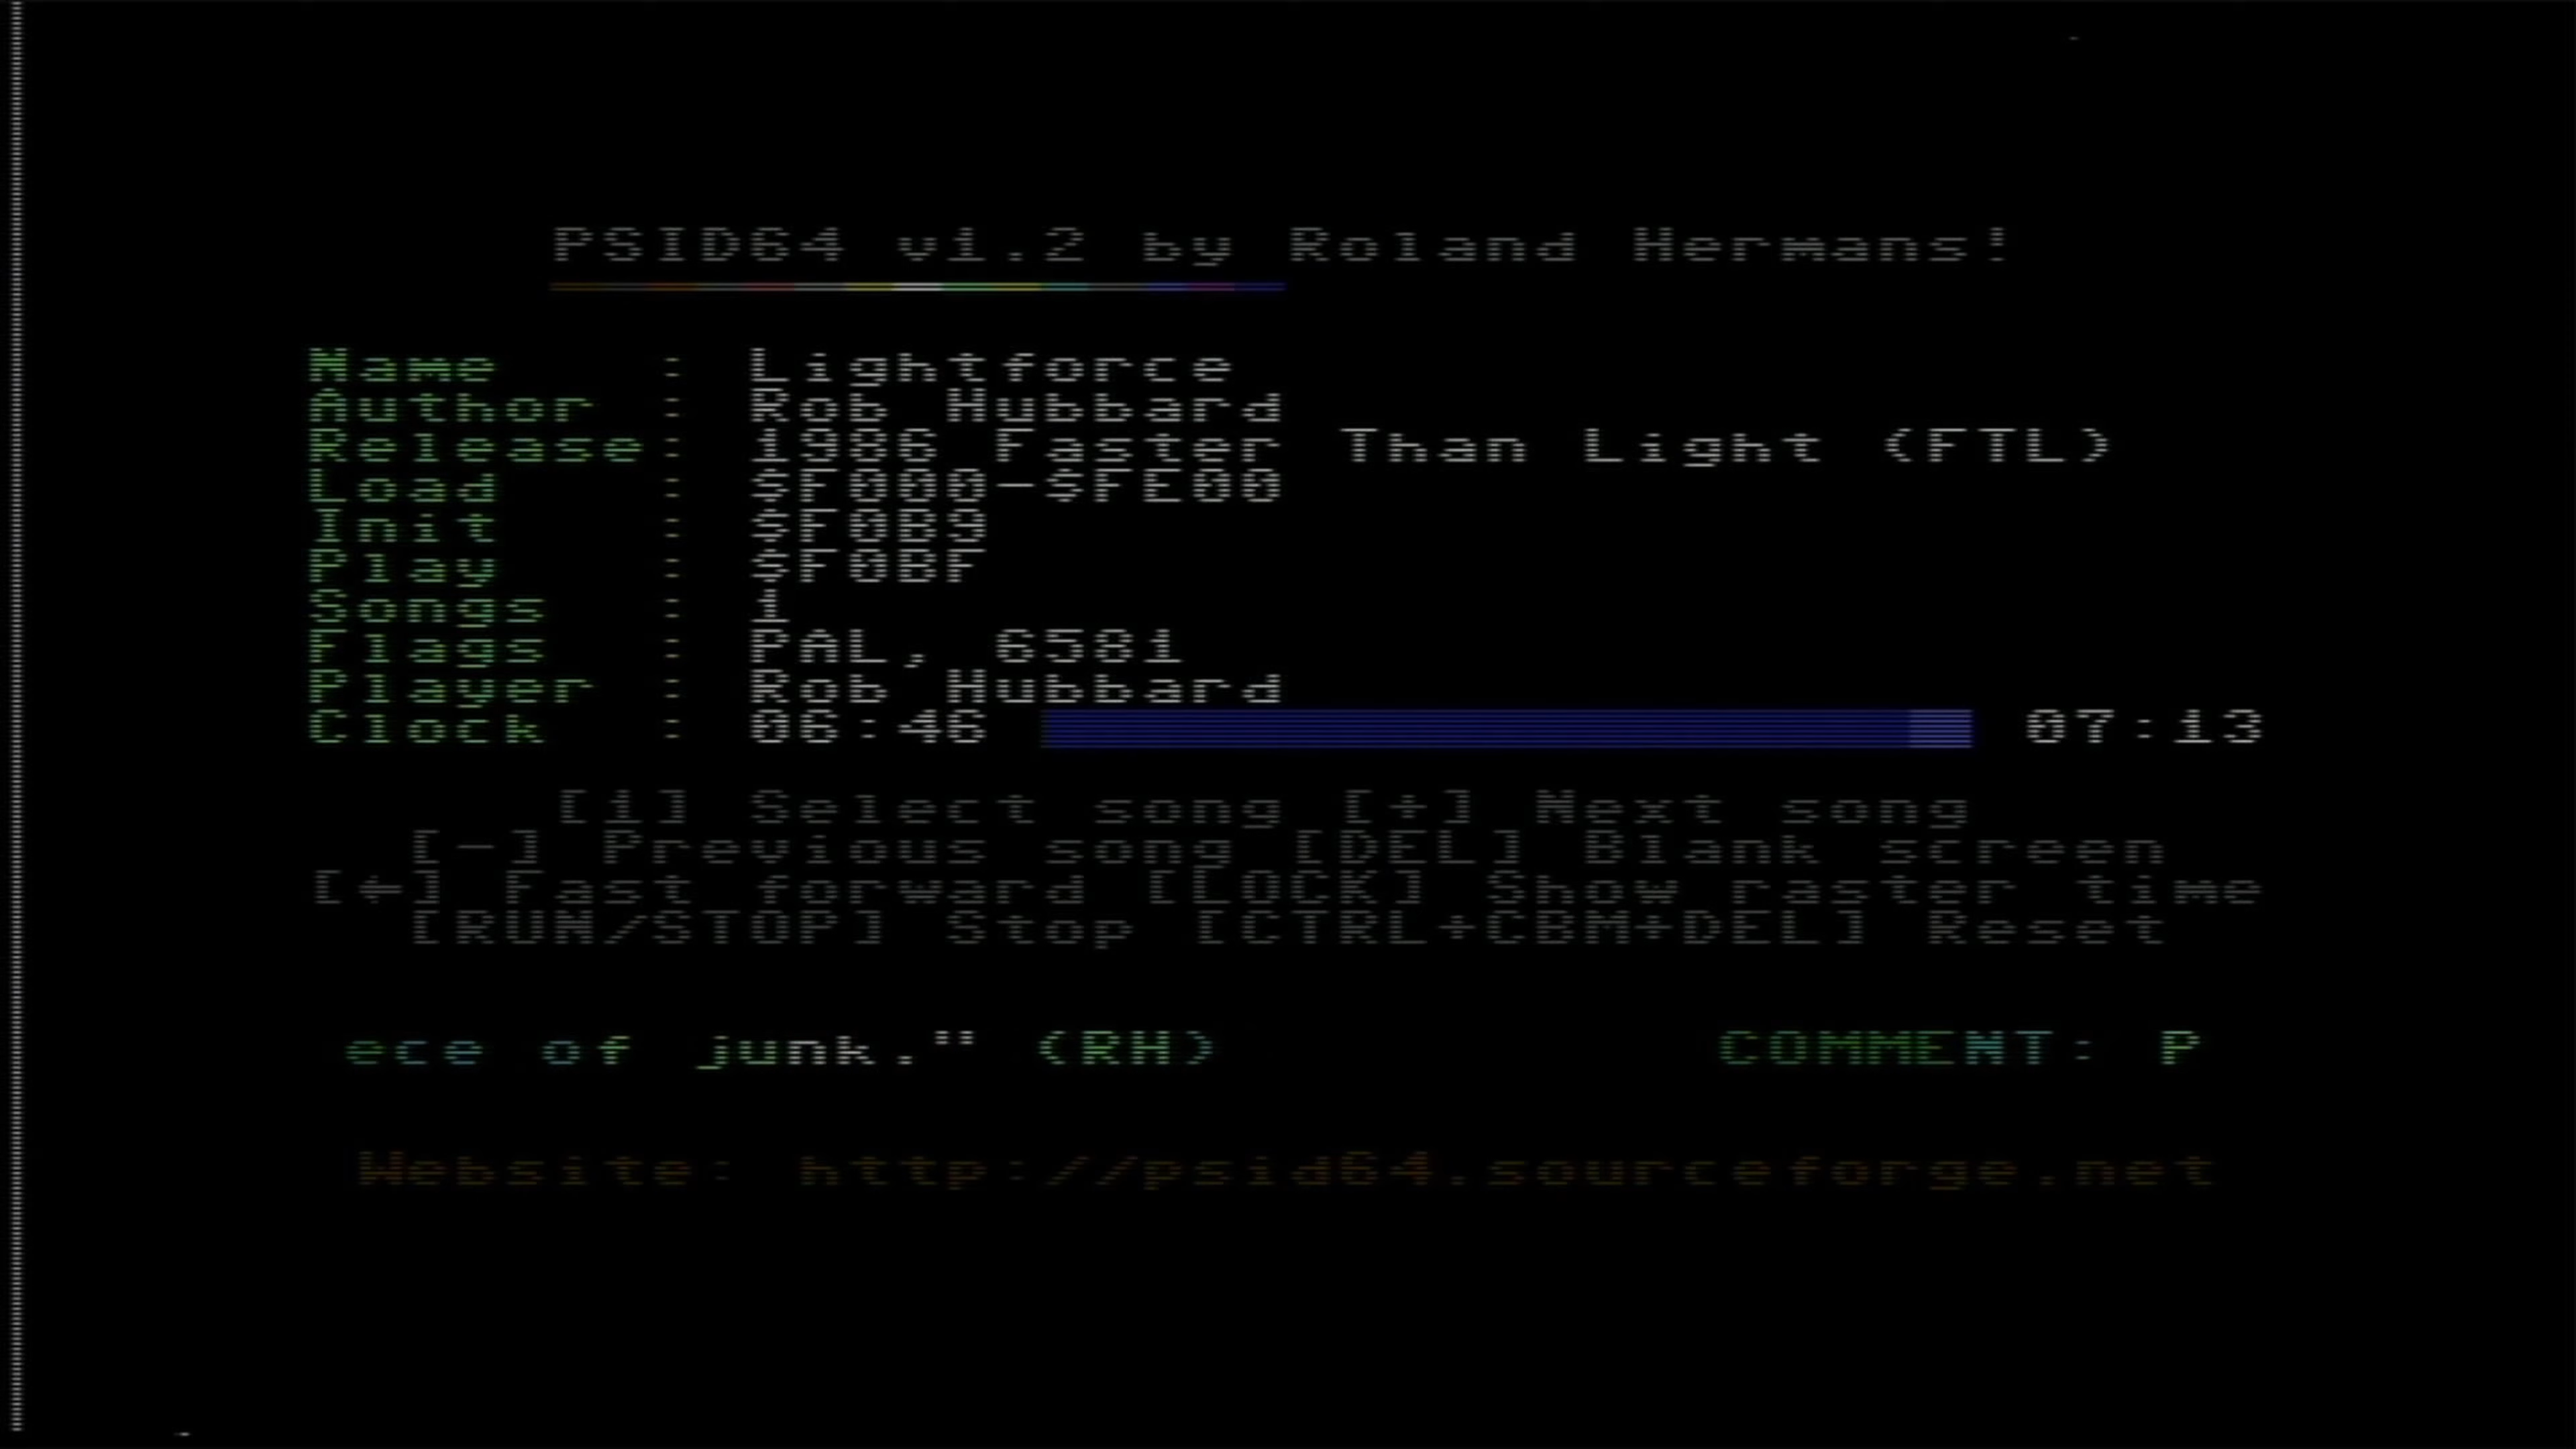 PSID64 v1.2 by Roland Hermans!
Name : Lightforce
Author : Rob Hubbard
Release : 1986 Faster Than Light (FTL)
Load : $F000-$FE00
Init : $F0B9
Play : $F0BF
Songs : 1
Flags : PAL, 6581
Player : Rob Hubbard
Clock : 06:46 07:13
[1] Select song [+] Next song
[-] Previous song [DEL] Blank screen
[←] Fast forward [LOCK] Show raster time
[RUN/STOP] Stop [CTRL+CBM+DEL] Reset
ece of junk." (RH) COMMENT: P
Website: http://psid64.sourceforge.net